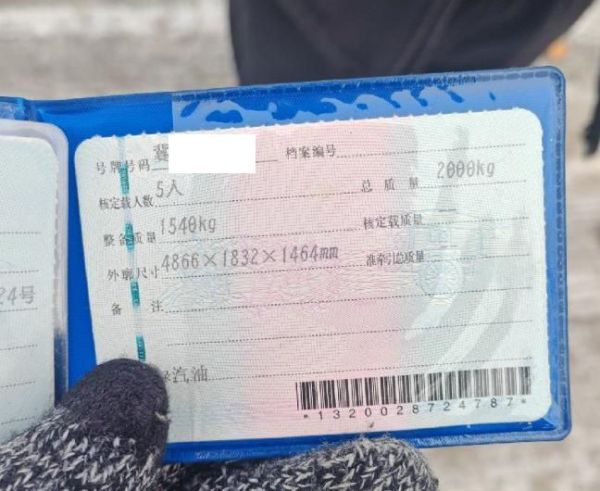 号牌号码 冀 档案编号
核定载人数 5人 总质量 2000kg
整备质量 1540kg 核定载质量 --
外廓尺寸 4866×1832×1464mm 准牵引总质量 --
备 注
汽油
*1320028724787*
24号